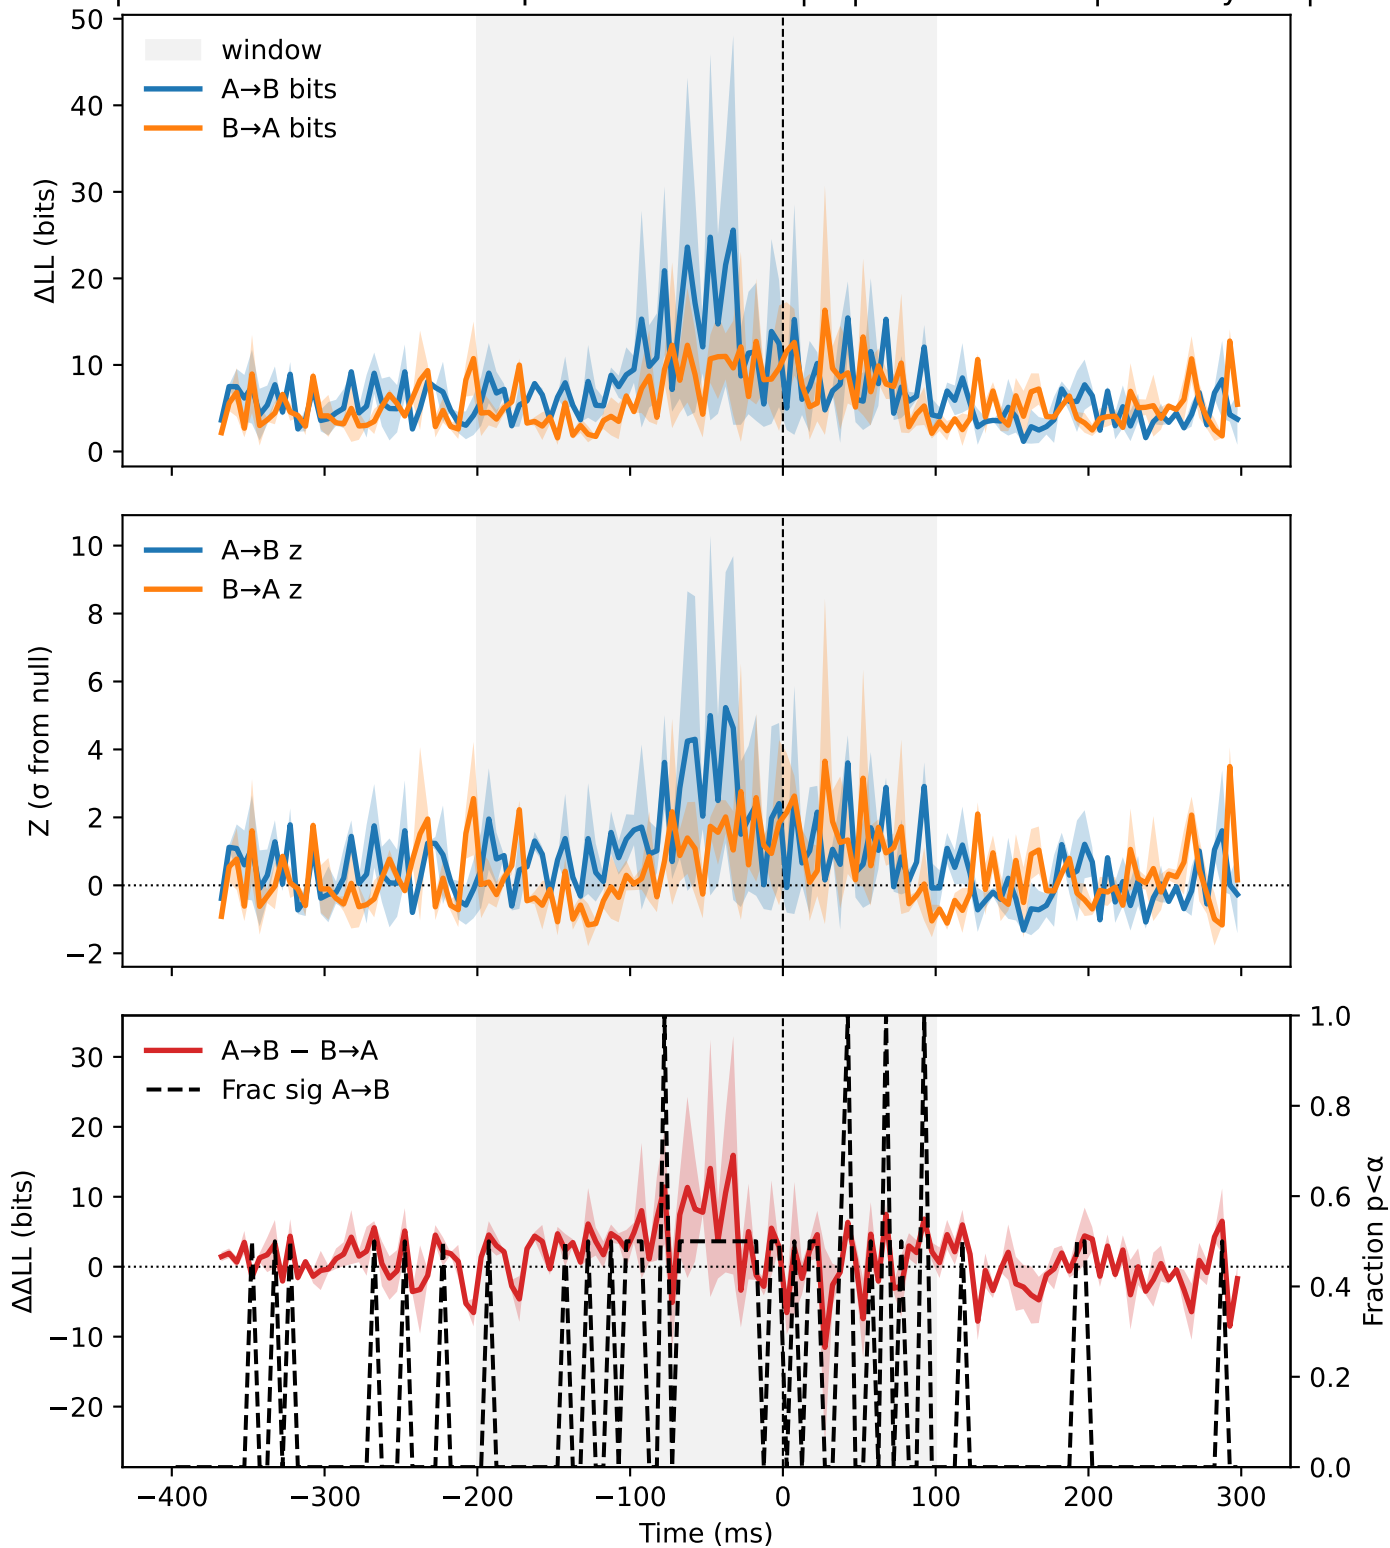 50
40
30
20
10
0
ΔLL (bits)
window
A→B bits
B→A bits
10
8
6
4
2
0
−2
Z (σ from null)
A→B z
B→A z
30
20
10
0
−10
−20
ΔΔLL (bits)
A→B − B→A
Frac sig A→B
1.0
0.8
0.6
0.4
0.2
0.0
Fraction p<α
−400 −300 −200 −100 0 100 200 300
Time (ms)